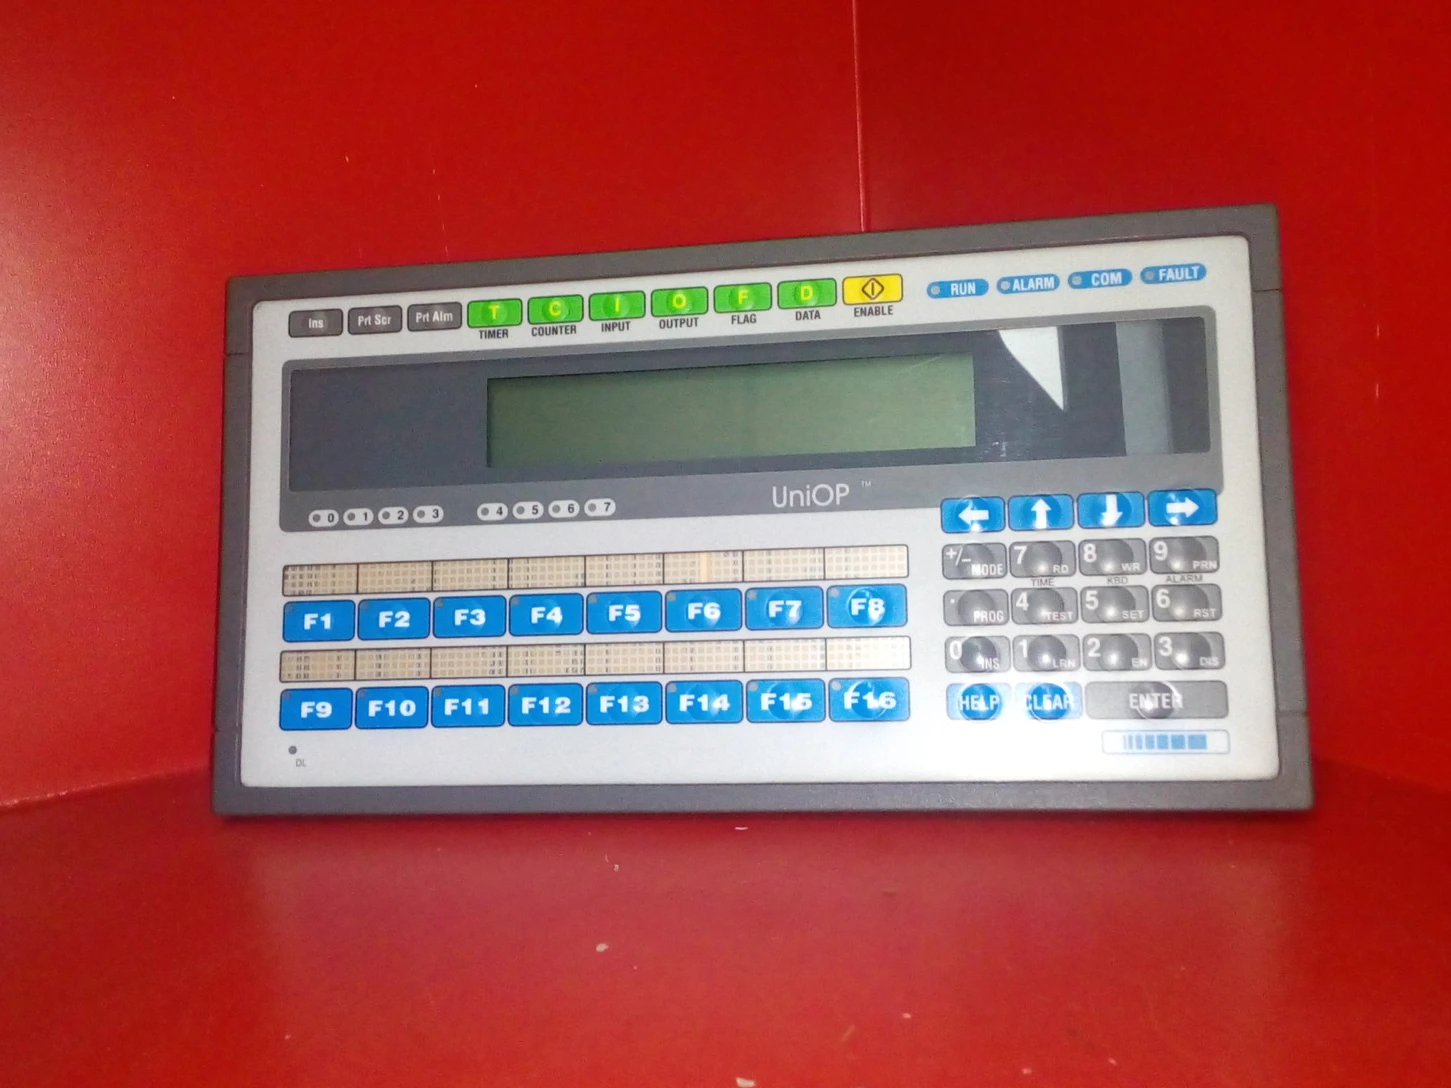 Ins Prt Scr Prt Alm T C I O F D RUN ALARM COM FAULT
TIMER COUNTER INPUT OUTPUT FLAG DATA ENABLE
UniOP ™
0 1 2 3 4 5 6 7
+/- MODE 7 RD 8 WR 9 PRN
TIME KBD ALARM
F1 F2 F3 F4 F5 F6 F7 F8
. PROG 4 TEST 5 SET 6 RST
0 INS 1 LRN 2 EN 3 DIS
F9 F10 F11 F12 F13 F14 F15 F16
HELP CLEAR ENTER
DL